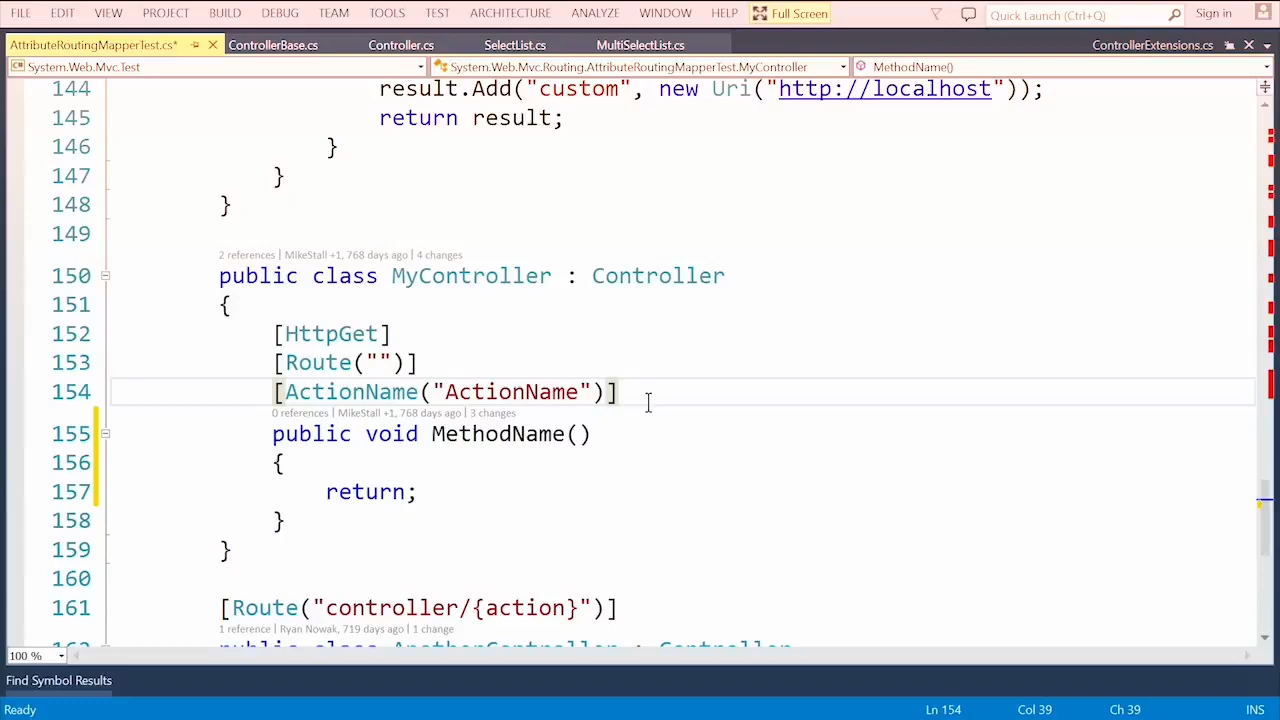 FILE EDIT VIEW PROJECT BUILD DEBUG TEAM TOOLS TEST ARCHITECTURE ANALYZE WINDOW HELP Full Screen Quick Launch (Ctrl+Q) Sign in
AttributeRoutingMapperTest.cs* ControllerBase.cs Controller.cs SelectList.cs MultiSelectList.cs ControllerExtensions.cs
System.Web.Mvc.Test System.Web.Mvc.Routing.AttributeRoutingMapperTest.MyController MethodName()
144 result.Add("custom", new Uri("http://localhost"));
145 return result;
146 }
147 }
148 }
149
2 references | MikeStall +1, 768 days ago | 4 changes
150 public class MyController : Controller
151 {
152 [HttpGet]
153 [Route("")]
154 [ActionName("ActionName")]
0 references | MikeStall +1, 768 days ago | 3 changes
155 public void MethodName()
156 {
157 return;
158 }
159 }
160
161 [Route("controller/{action}")]
1 reference | Ryan Nowak, 719 days ago | 1 change
162 public class AnotherController : Controller
100 %
Find Symbol Results
Ready Ln 154 Col 39 Ch 39 INS